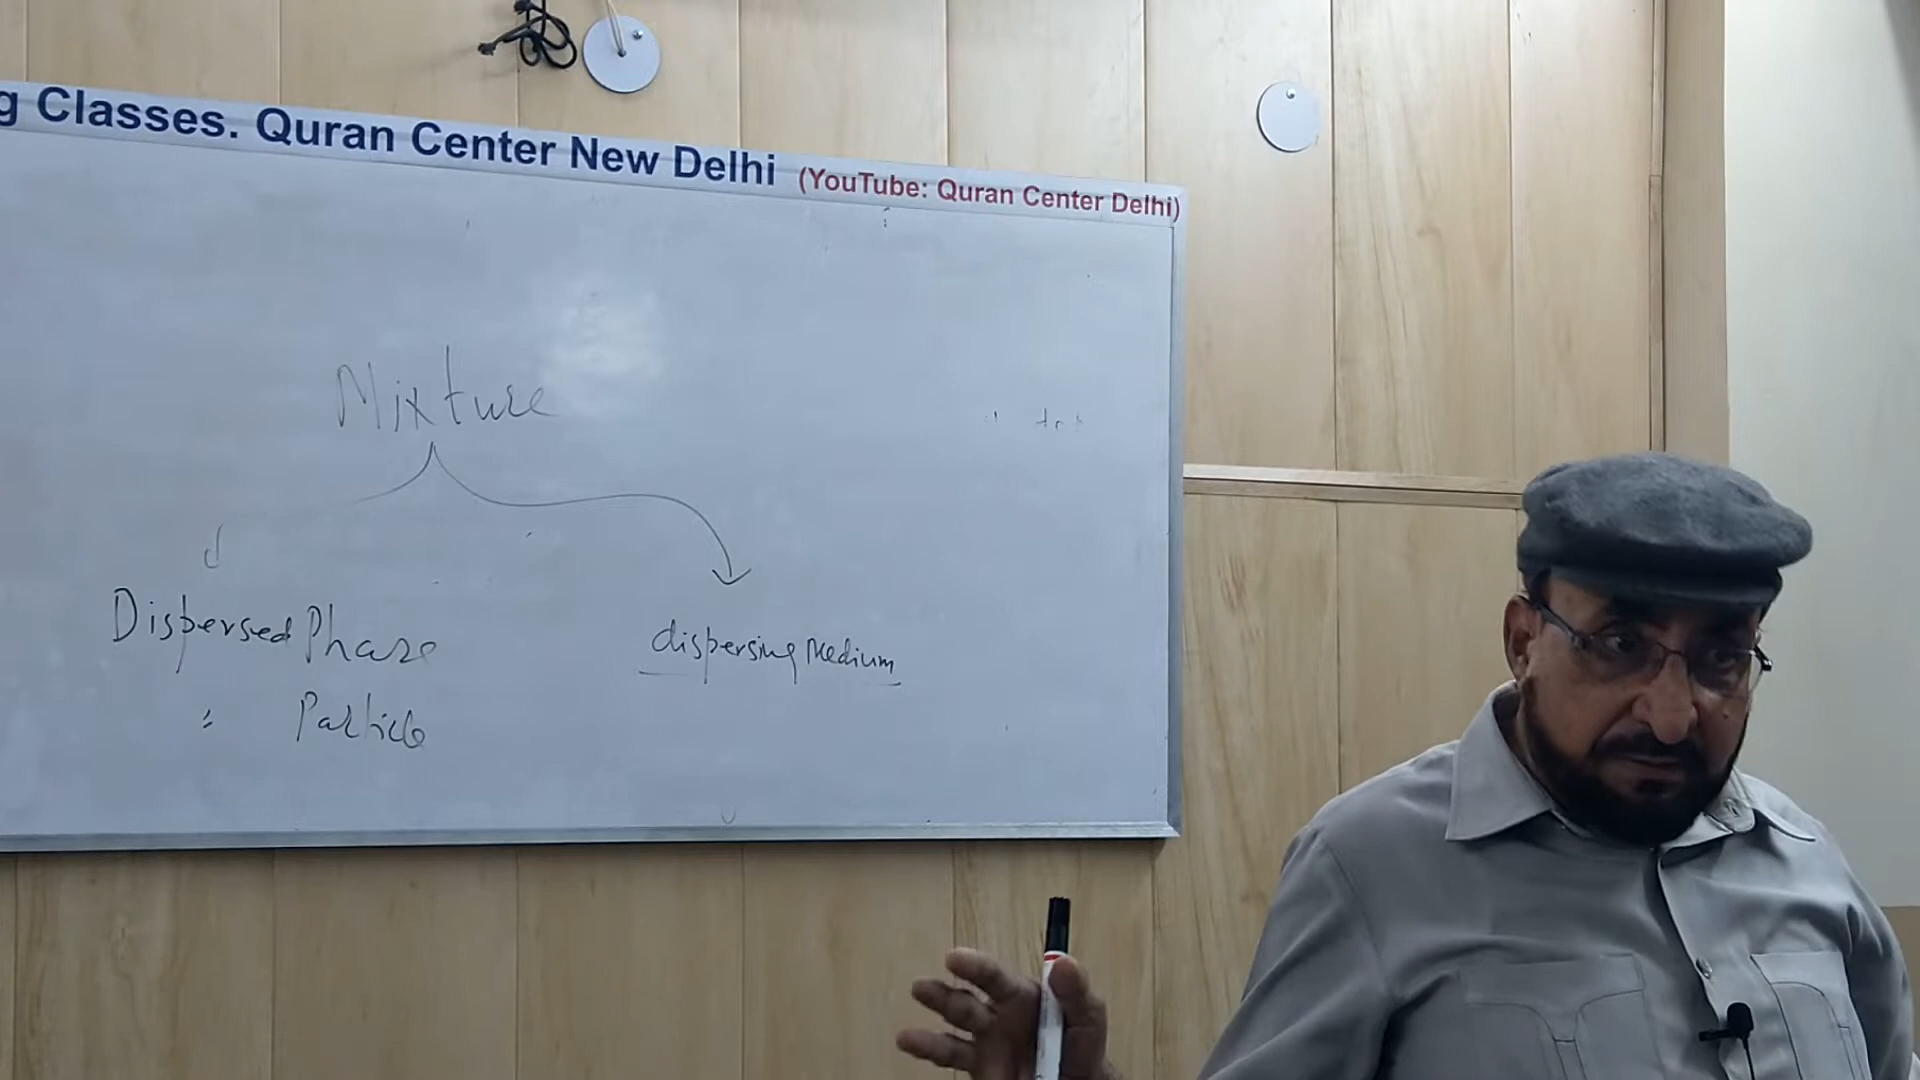 g Classes. Quran Center New Delhi (YouTube: Quran Center Delhi)
Mixture
Dispersed Phase
dispersing Medium
" Particle